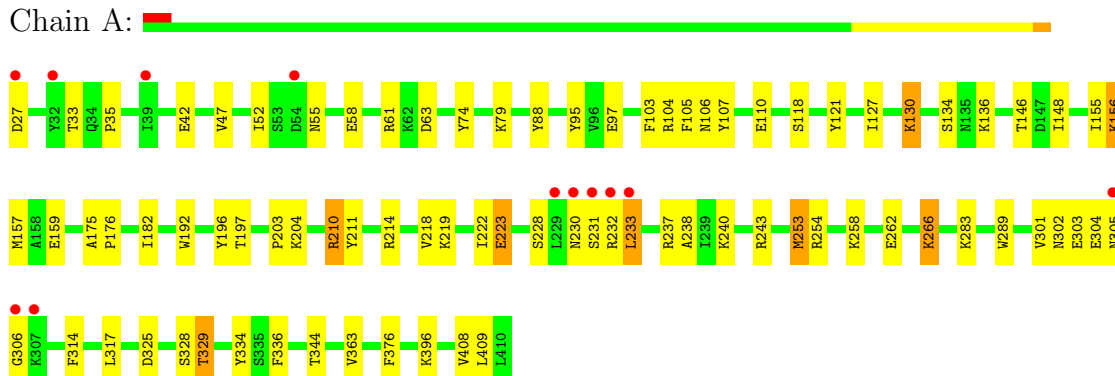 Chain A:
D27 Y32 T33 Q34 P35 I39 E42 V47 I52 S53 D54 N55 E58 R61 K62 D63 Y74 K79 Y88 Y95 V96 E97 F103 R104 F105 N106 Y107 E110 S118 Y121 I127 K130 S134 N135 K136 T146 D147 I148 I155 K156
M157 A158 E159 A175 P176 I182 W192 Y196 T197 P203 K204 R210 Y211 R214 V218 K219 I222 E223 S228 L229 N230 S231 R232 L233 R237 A238 I239 K240 R243 M253 R254 K258 E262 K266 K283 W289 V301 N302 E303 E304 N305
G306 K307 F314 L317 D325 S328 T329 Y334 S335 F336 T344 V363 F376 K396 V408 L409 L410